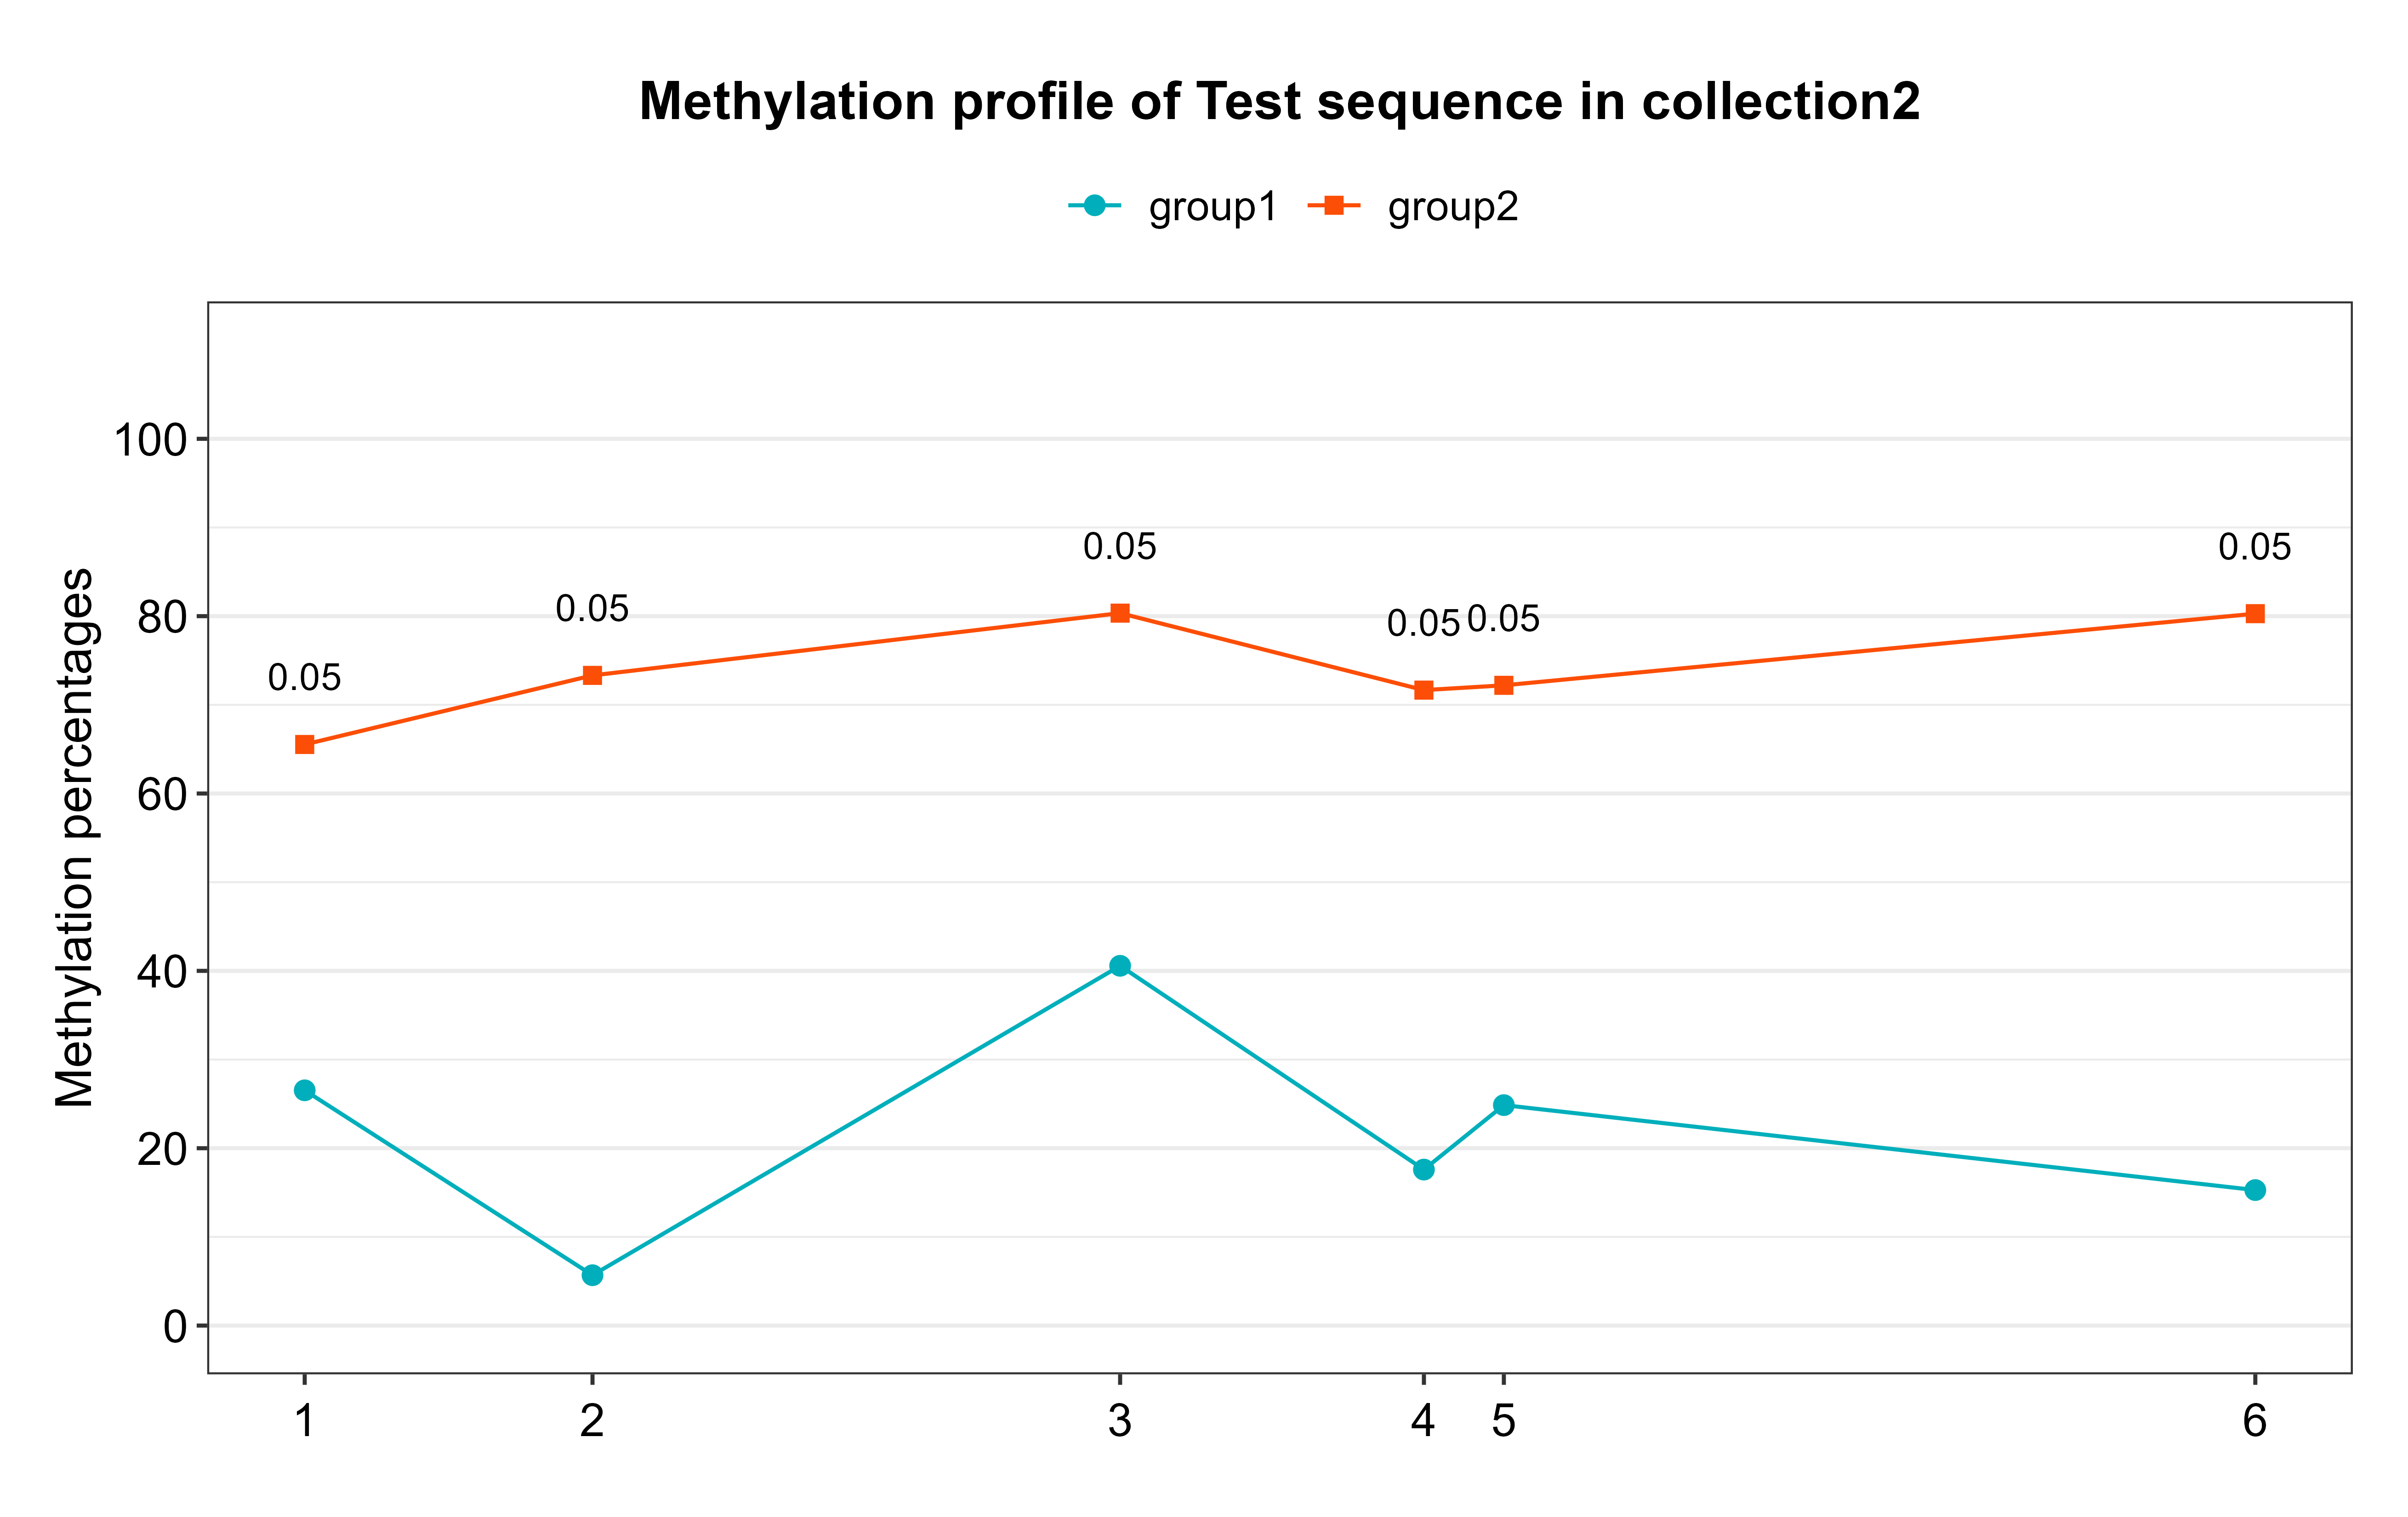 Methylation profile of Test sequence in collection2
group1 group2
Methylation percentages
100
80
60
40
20
0
0.05 0.05 0.05 0.05 0.05 0.05
1 2 3 4 5 6